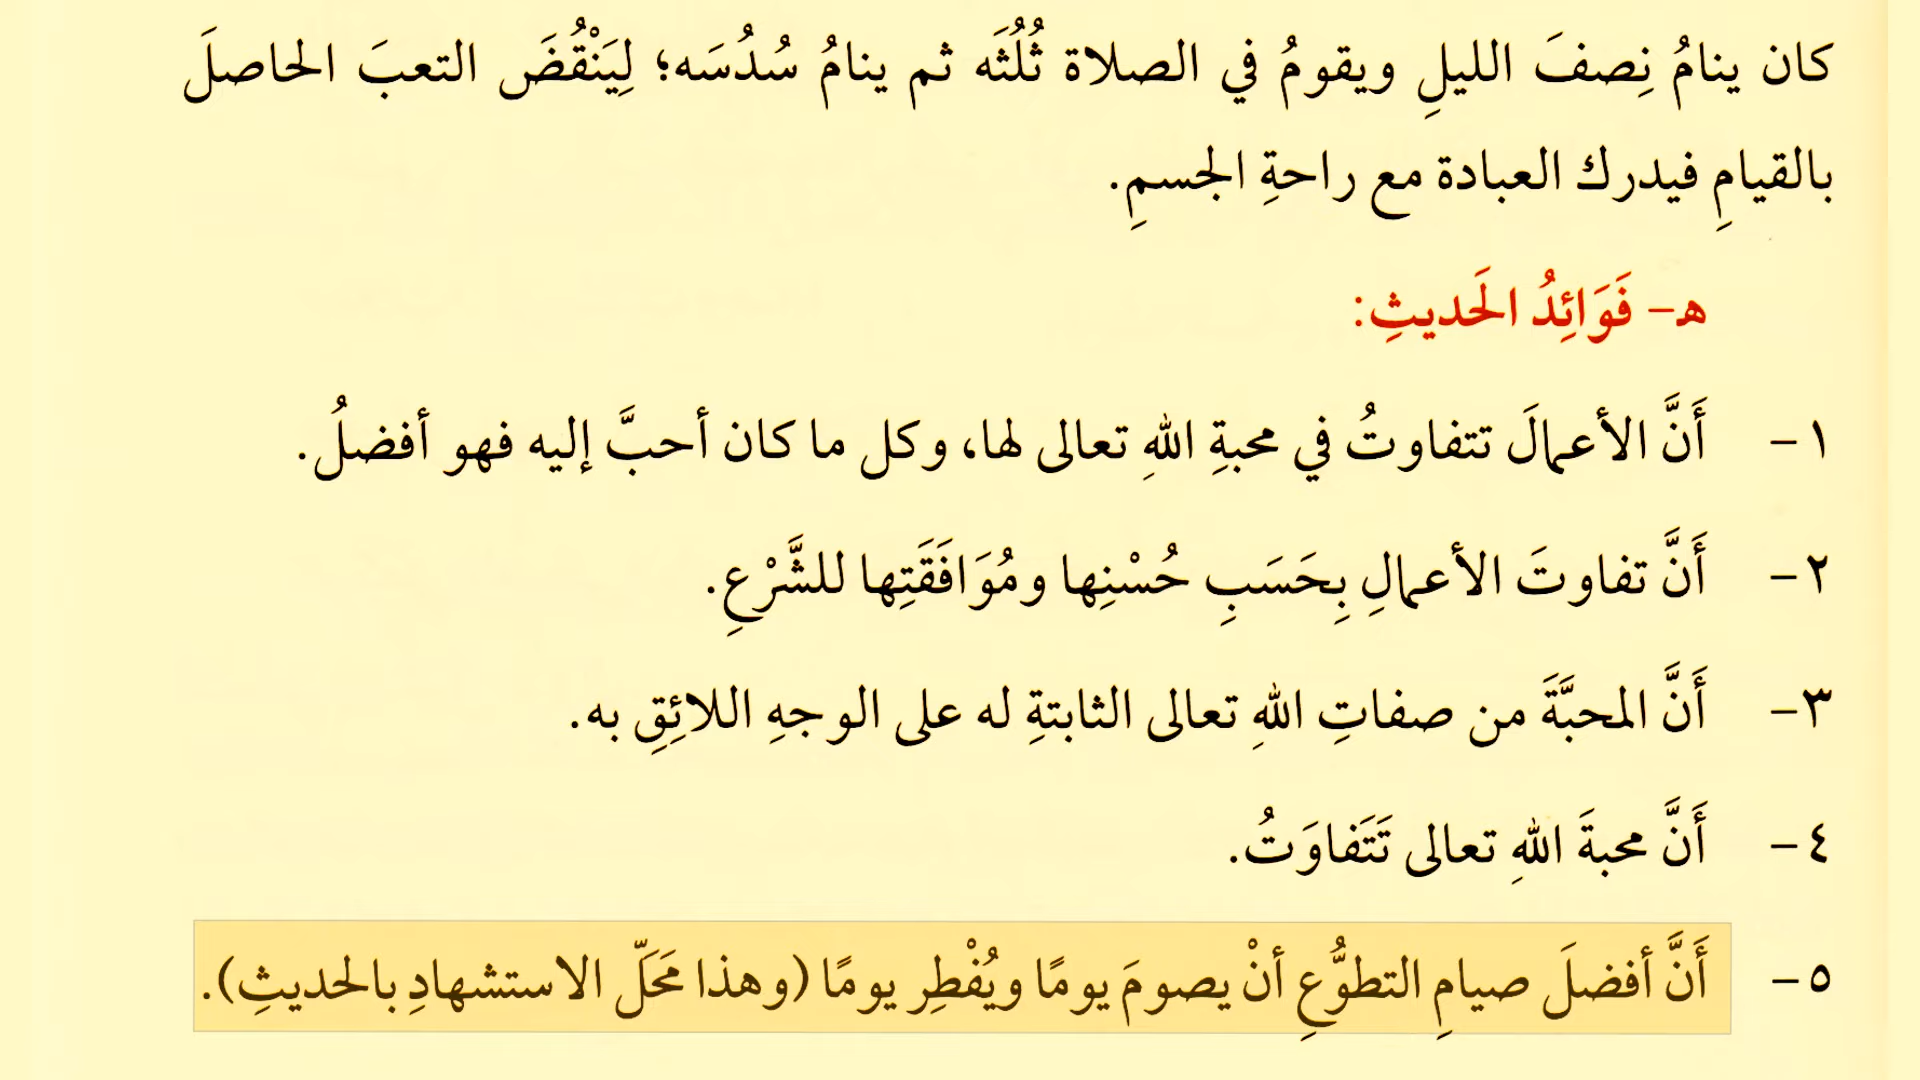 كان ينامُ نِصفَ الليلِ ويقومُ في الصلاة ثُلُثَه ثم ينامُ سُدُسَه؛ لِيَنْقُضَ التعبَ الحاصلَ
بالقيامِ فيدرك العبادة مع راحةِ الجسمِ.
هـ- فَوَائِدُ الَحديثِ:
١- أَنَّ الأعمالَ تتفاوتُ في محبةِ اللهِ تعالى لها، وكل ما كان أحبَّ إليه فهو أفضلُ.
٢- أَنَّ تفاوتَ الأعمالِ بِحَسَبِ حُسْنِها ومُوَافَقَتِها للشَّرْعِ.
٣- أَنَّ المحبَّةَ من صفاتِ اللهِ تعالى الثابتةِ له على الوجهِ اللائِقِ به.
٤- أَنَّ محبةَ اللهِ تعالى تَتَفاوَتُ.
٥- أَنَّ أفضلَ صيامِ التطوُّعِ أنْ يصومَ يومًا ويُفْطِر يومًا (وهذا مَحَلّ الاستشهادِ بالحديثِ).